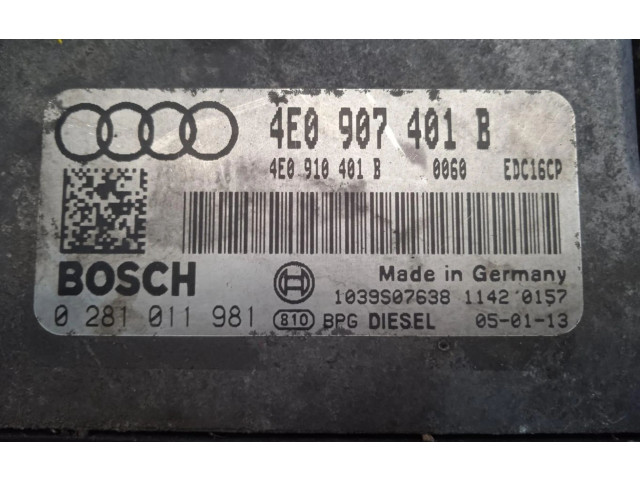 4E0 907 401 B
4E0 910 401 B 0060 EDC16CP
BOSCH
Made in Germany
1039S07638 1142 0157
0 281 011 981 810 BPG DIESEL 05-01-13